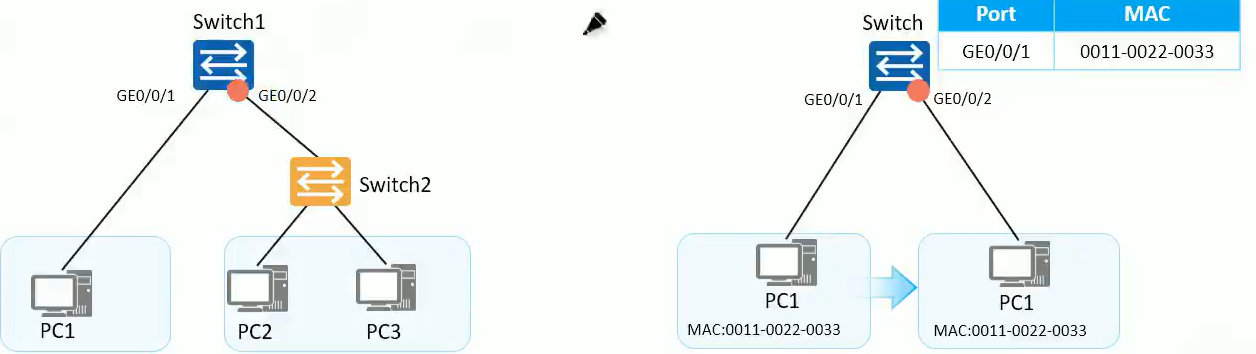 Switch1
GE0/0/1
GE0/0/2
Switch2
PC1
PC2
PC3
Switch
Port MAC
GE0/0/1 0011-0022-0033
GE0/0/1
GE0/0/2
PC1
MAC:0011-0022-0033
PC1
MAC:0011-0022-0033